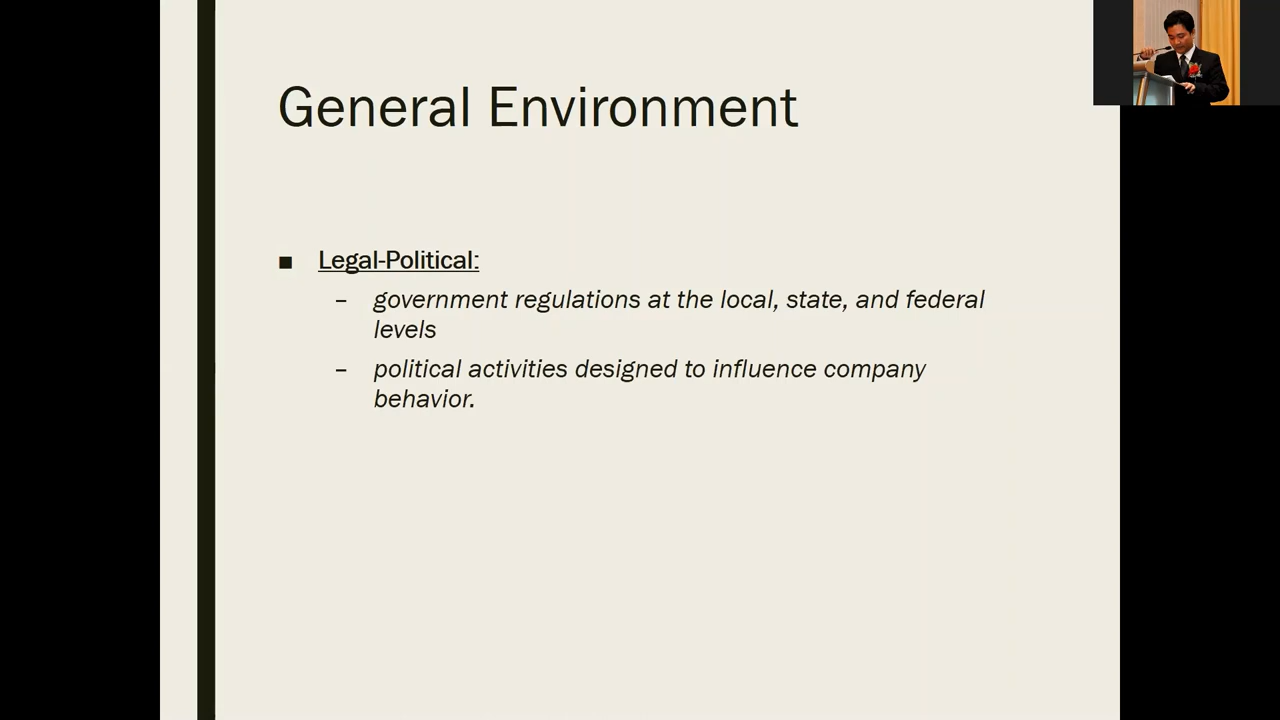 General Environment
■ Legal-Political:
– government regulations at the local, state, and federal
levels
– political activities designed to influence company
behavior.